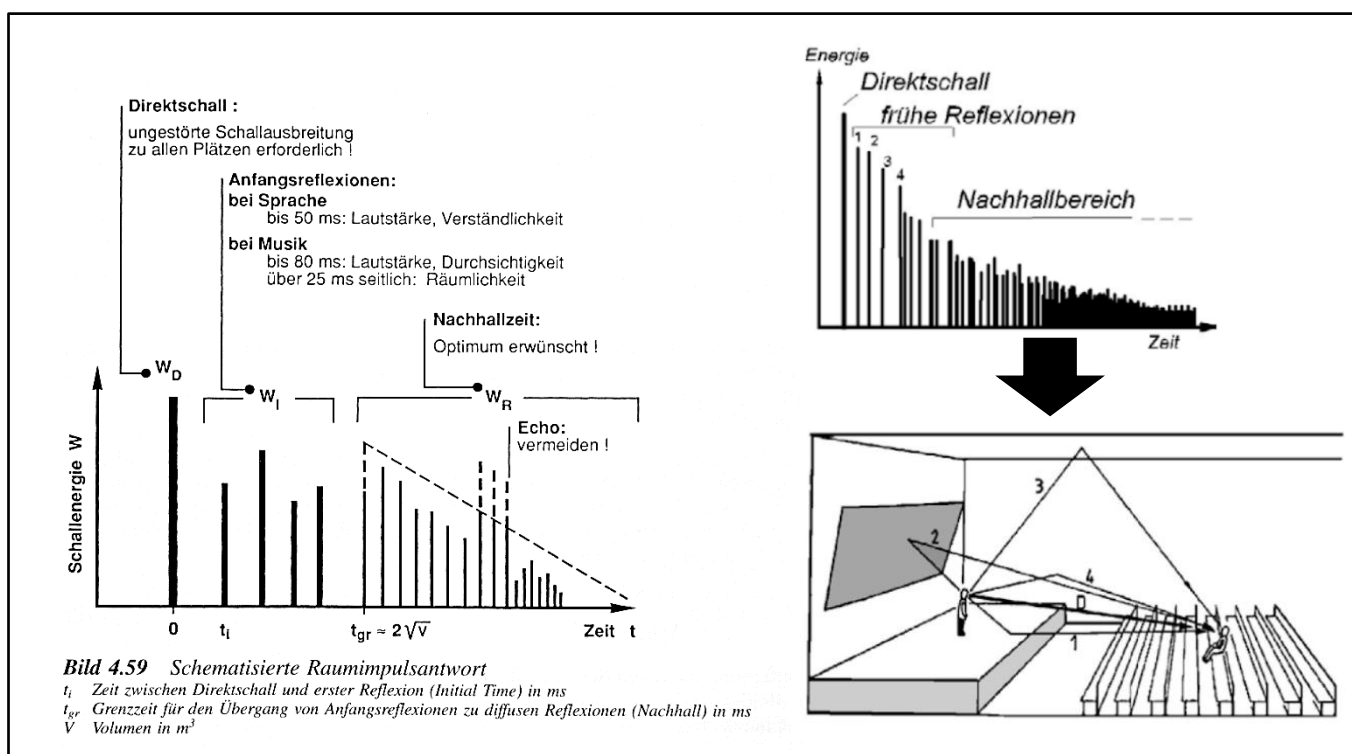 Direktschall :
ungestörte Schallausbreitung
zu allen Plätzen erforderlich !
Anfangsreflexionen:
bei Sprache
bis 50 ms: Lautstärke, Verständlichkeit
bei Musik
bis 80 ms: Lautstärke, Durchsichtigkeit
über 25 ms seitlich: Räumlichkeit
Nachhallzeit:
Optimum erwünscht !
W_D
W_I
W_R
Echo:
vermeiden !
Schallenergie W
0
t_i
t_gr ≈ 2√V
Zeit t
Bild 4.59 Schematisierte Raumimpulsantwort
t_i Zeit zwischen Direktschall und erster Reflexion (Initial Time) in ms
t_gr Grenzzeit für den Übergang von Anfangsreflexionen zu diffusen Reflexionen (Nachhall) in ms
V Volumen in m³
Energie
Direktschall
frühe Reflexionen
1
2
3
4
Nachhallbereich
Zeit
3
2
4
D
1